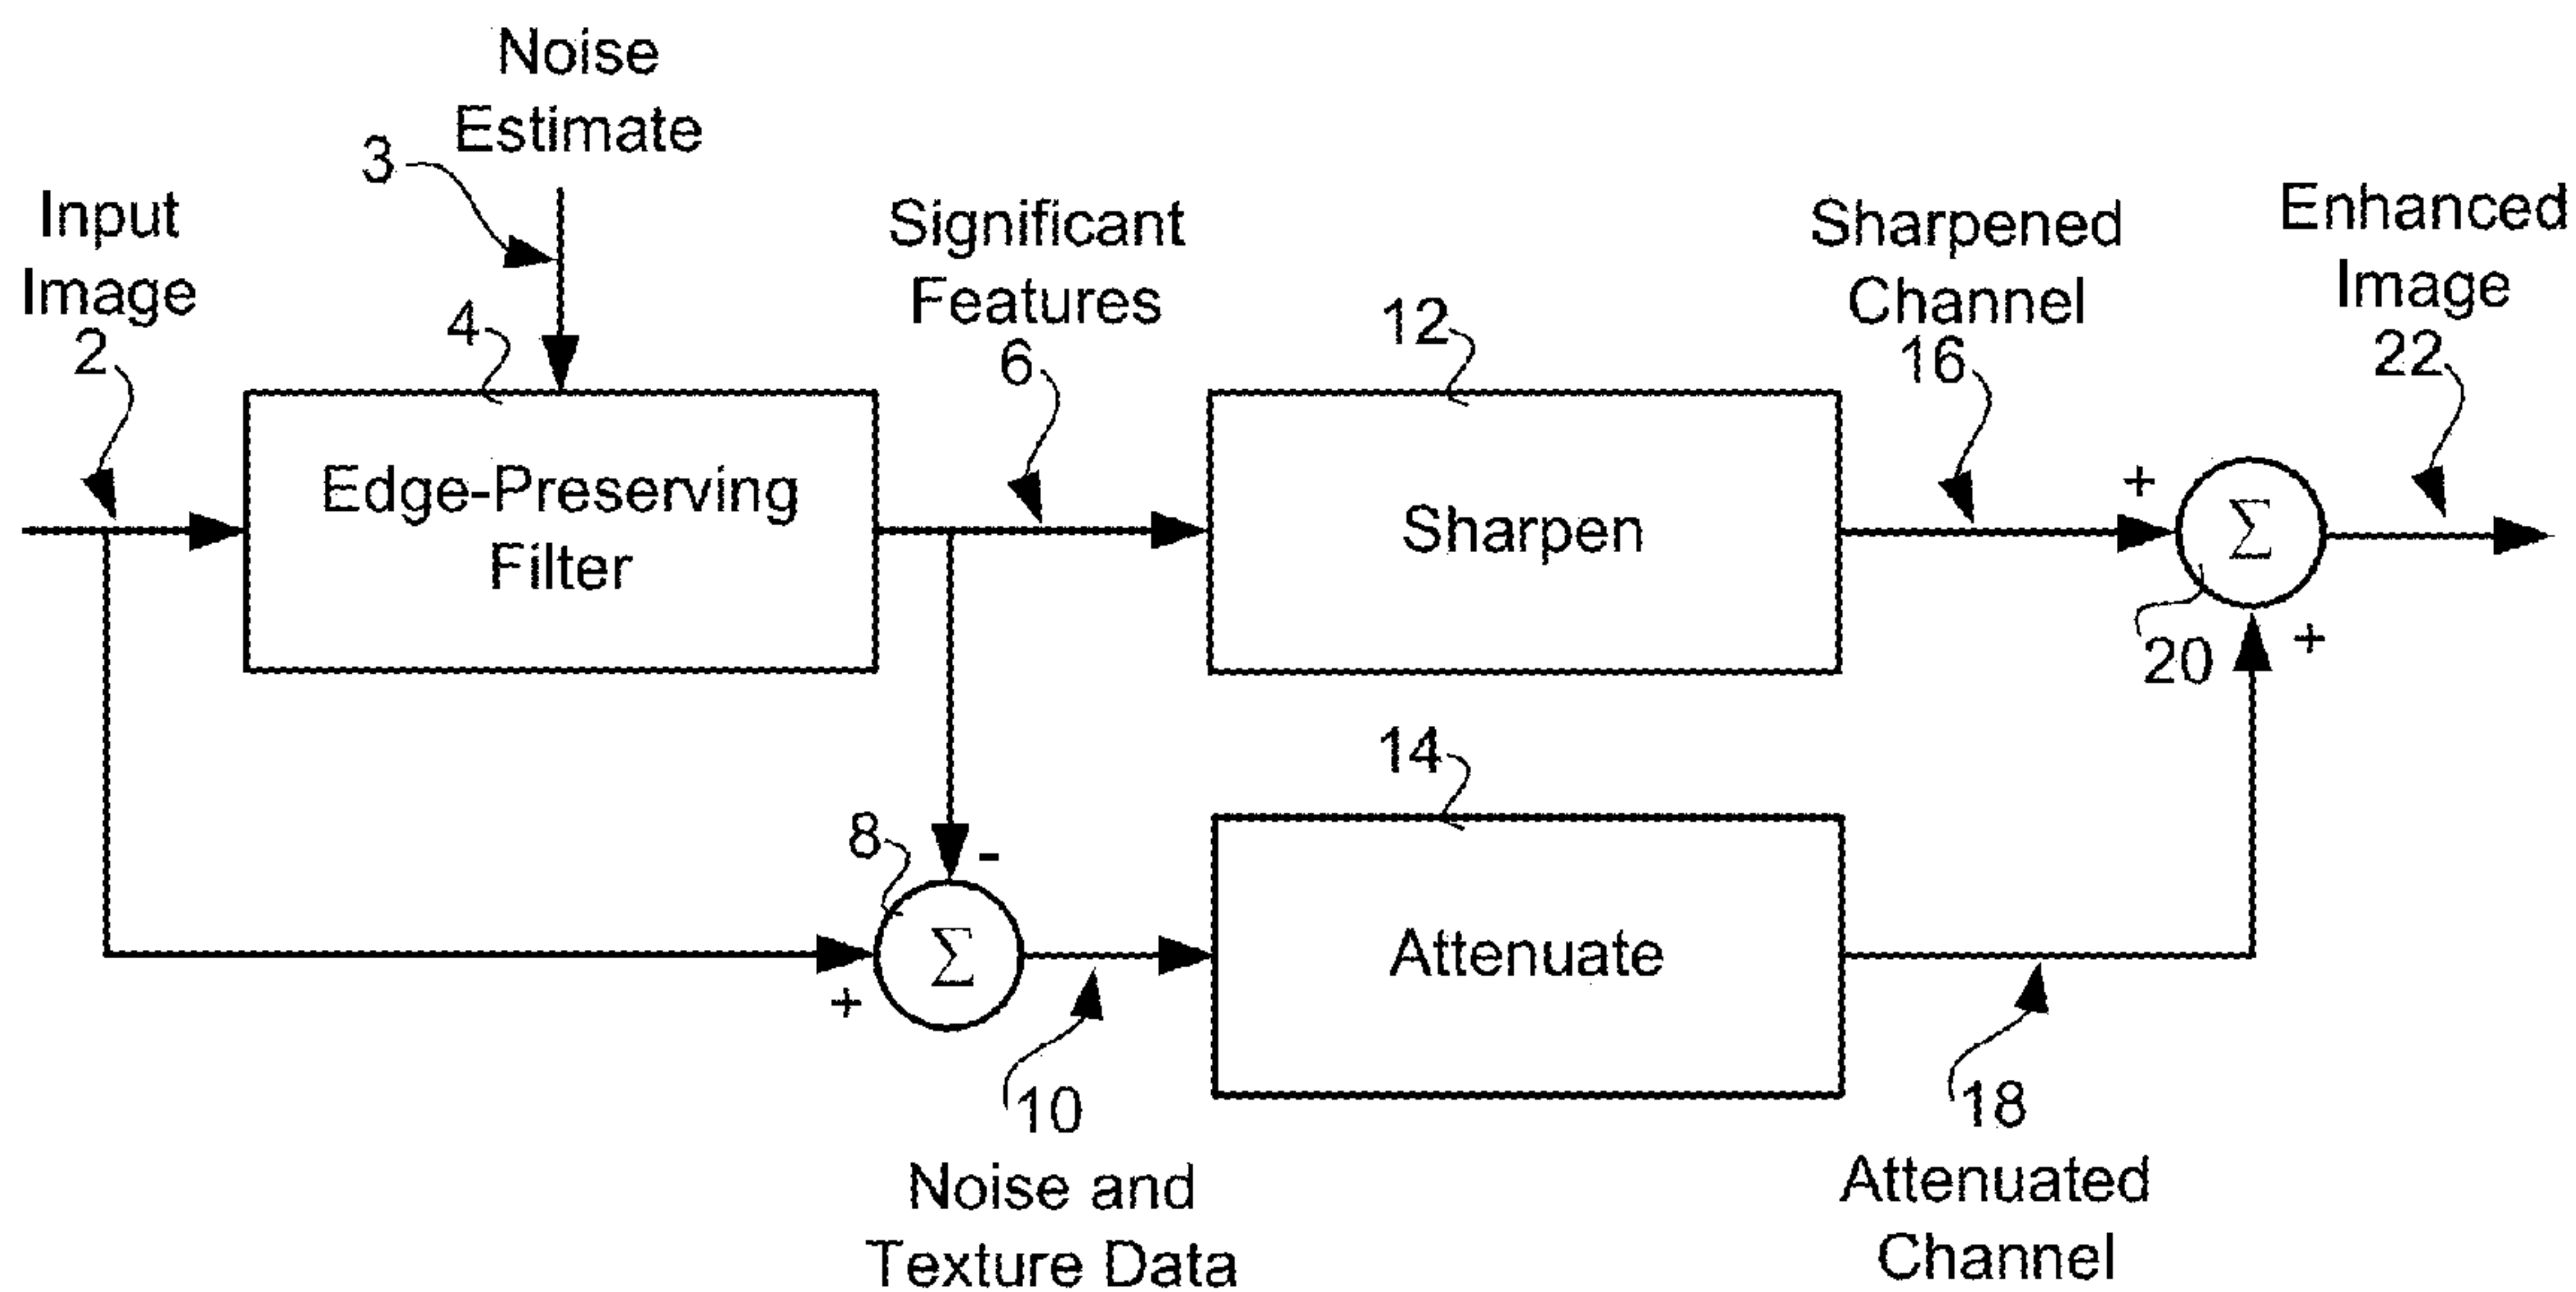 Noise
Estimate
3
Input
Image
2
4
Edge-Preserving
Filter
Significant
Features
6
12
Sharpen
Sharpened
Channel
16
+
Σ
20
+
Enhanced
Image
22
8
-
Σ
+
10
Noise and
Texture Data
14
Attenuate
18
Attenuated
Channel